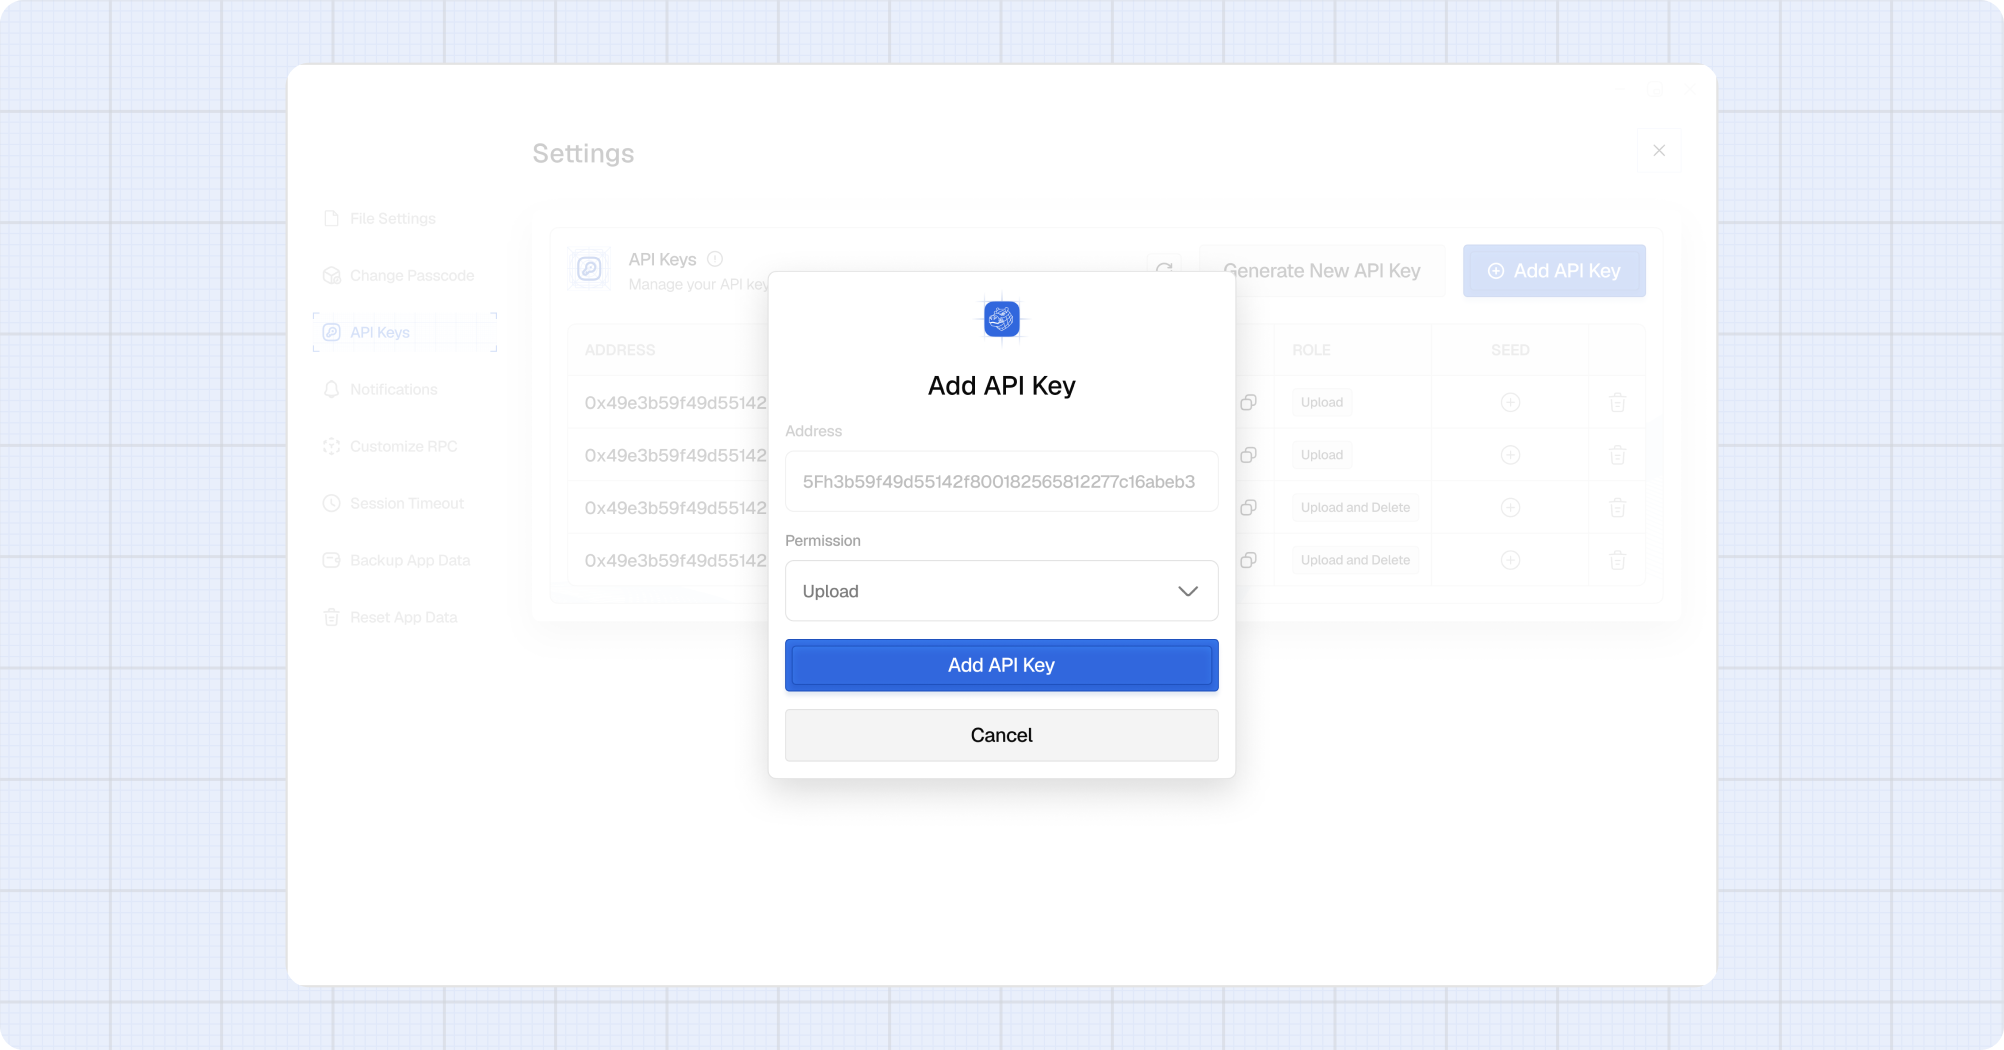 Settings
File Settings
Change Passcode
API Keys
Notifications
Customize RPC
Session Timeout
Backup App Data
Reset App Data
API Keys
Manage your API key
Generate New API Key
Add API Key
ADDRESS
ROLE
SEED
0x49e3b59f49d55142
Upload
0x49e3b59f49d55142
Upload
0x49e3b59f49d55142
Upload and Delete
0x49e3b59f49d55142
Upload and Delete
Add API Key
Address
5Fh3b59f49d55142f800182565812277c16abeb3
Permission
Upload
Add API Key
Cancel